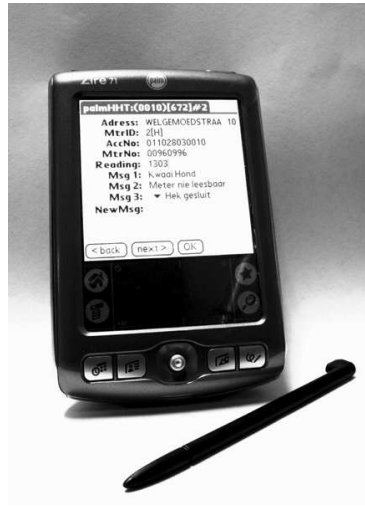 Zire 71
palm
palmHHT:(0010)[672]#2
Adress: WELGEMOEDSTRAA 10
MtrID: 2[H]
AccNo: 011028030010
MtrNo: 00960996
Reading: 1303
Msg 1: Kwaai Hond
Msg 2: Meter nie leesbaar
Msg 3: Hek gesluit
NewMsg:
< back next > OK